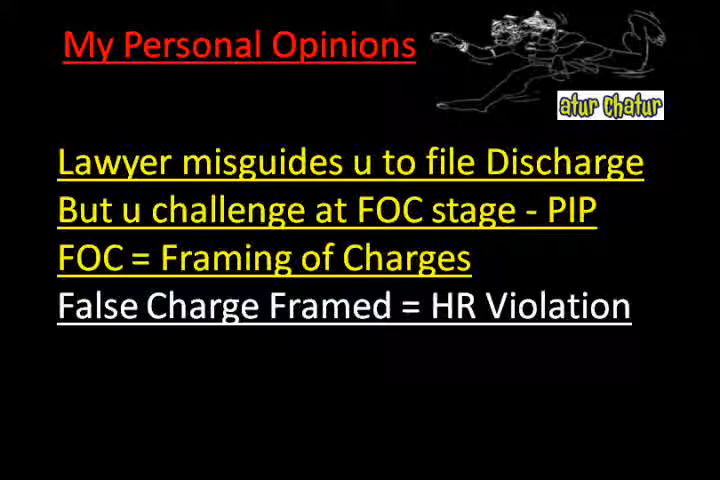 My Personal Opinions
atur chatur
Lawyer misguides u to file Discharge
But u challenge at FOC stage - PIP
FOC = Framing of Charges
False Charge Framed = HR Violation